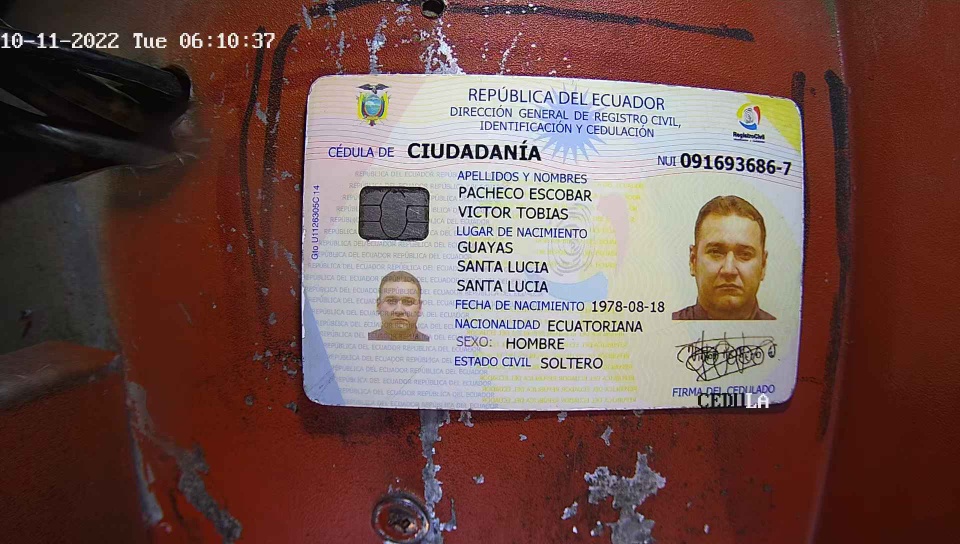 10-11-2022 Tue 06:10:37
REPÚBLICA DEL ECUADOR
DIRECCIÓN GENERAL DE REGISTRO CIVIL,
IDENTIFICACIÓN Y CEDULACIÓN
RegistroCivil
CÉDULA DE CIUDADANÍA
NUI 091693686-7
APELLIDOS Y NOMBRES
PACHECO ESCOBAR
VICTOR TOBIAS
LUGAR DE NACIMIENTO
GUAYAS
SANTA LUCIA
SANTA LUCIA
FECHA DE NACIMIENTO 1978-08-18
NACIONALIDAD ECUATORIANA
SEXO: HOMBRE
ESTADO CIVIL SOLTERO
FIRMA DEL CEDULADO
CEDULA